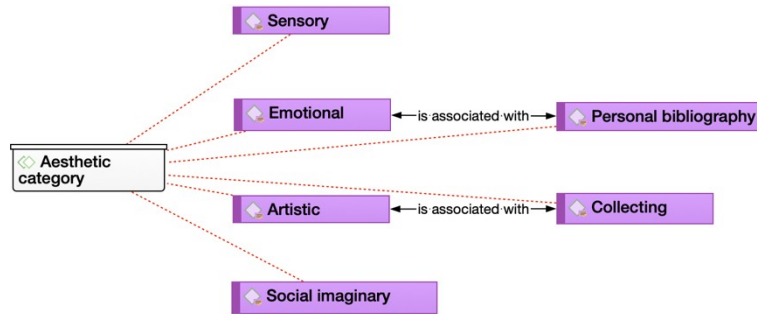 Sensory
Emotional
is associated with
Personal bibliography
Aesthetic
category
Artistic
is associated with
Collecting
Social imaginary